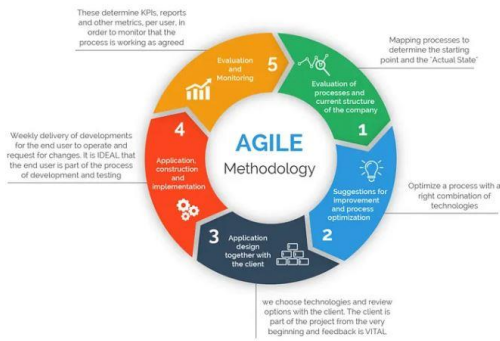 These determine KPIs, reports
and other metrics, per user, in
order to monitor that the
process is working as agreed
5
Evaluation
and
Monitoring
Evaluation of
processes and
current structure
of the company
1
Mapping processes to
determine the starting
point and the "Actual State"
Weekly delivery of developments
for the end user to operate and
request for changes. It is IDEAL that
the end user is part of the process
of development and testing
4
Application,
construction
and
implementation
AGILE
Methodology
Suggestions for
Improvement
and process
optimization
2
Optimize a process with a
right combination of
technologies
3
Application
design
together with
the client
we choose technologies and review
options with the client. The client is
part of the project from the very
beginning and feedback is VITAL